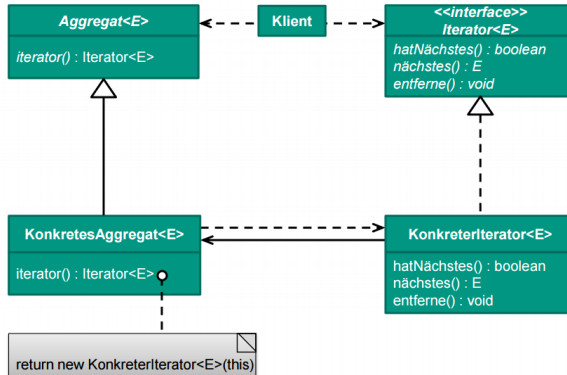 Aggregat<E>
iterator() : Iterator<E>
Klient
<<interface>>
Iterator<E>
hatNächstes() : boolean
nächstes() : E
entferne() : void
KonkretesAggregat<E>
iterator() : Iterator<E>
KonkreterIterator<E>
hatNächstes() : boolean
nächstes() : E
entferne() : void
return new KonkreterIterator<E>(this)